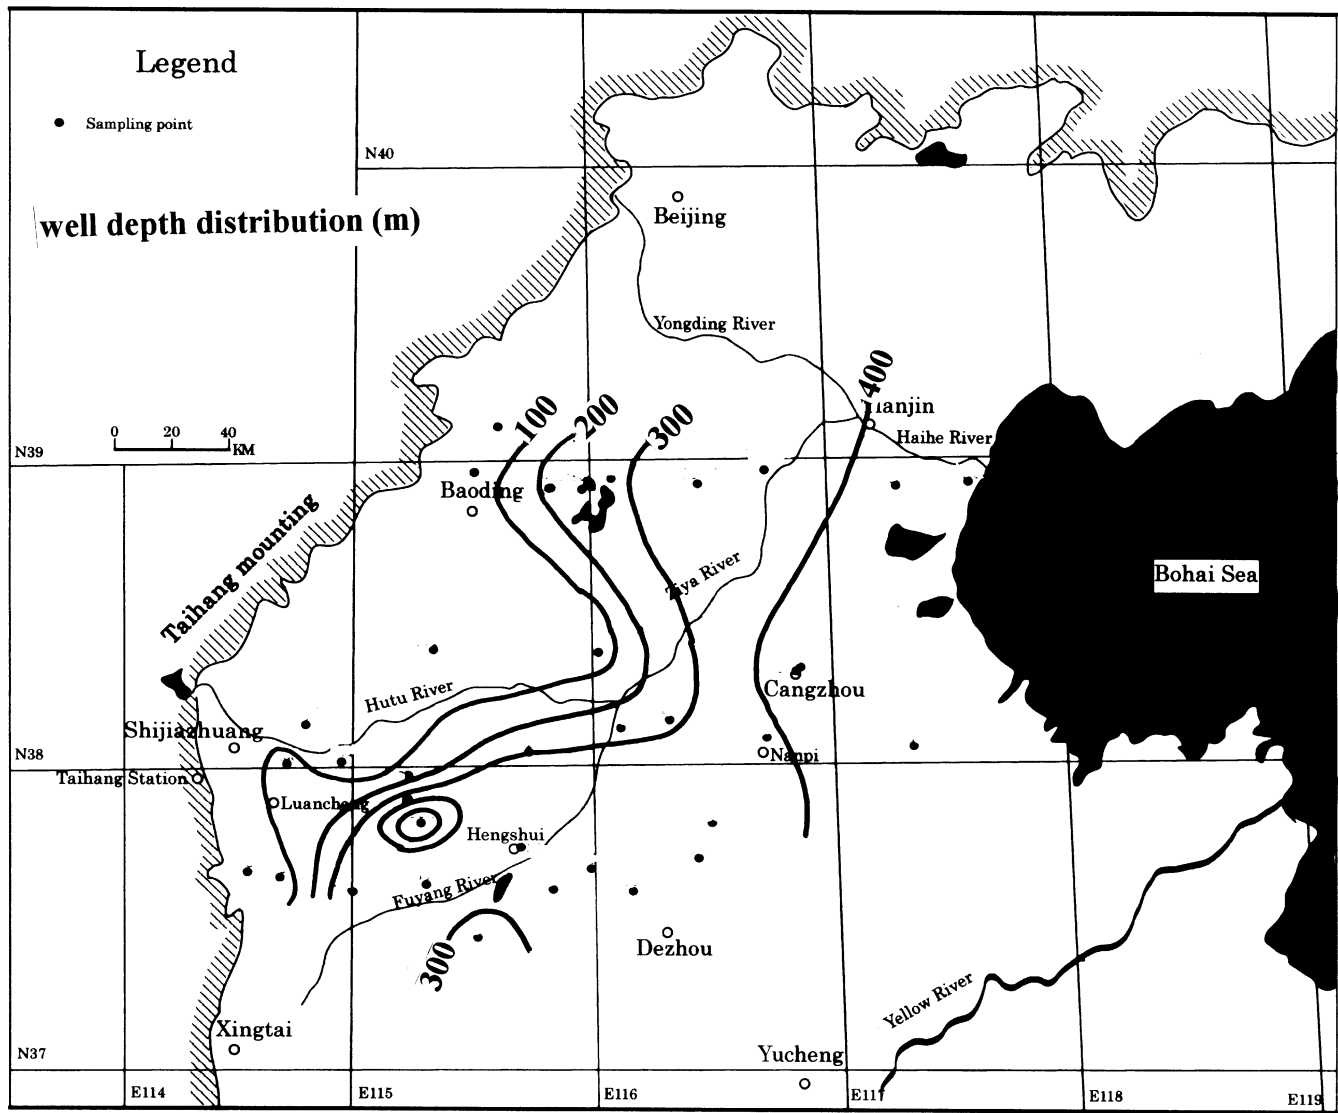 Legend
Sampling point
N40
well depth distribution (m)
Beijing
Yongding River
400
Tianjin
100
200
300
0 20 40
KM
Haihe River
N39
Baoding
Taihang mounting
Ziya River
Bohai Sea
Hutu River
Cangzhou
Shijiazhuang
N38
Nanpi
Taihang Station
Luancheng
Hengshui
Fuyang River
Dezhou
300
Yellow River
Xingtai
N37
Yucheng
E114
E115
E116
E117
E118
E119